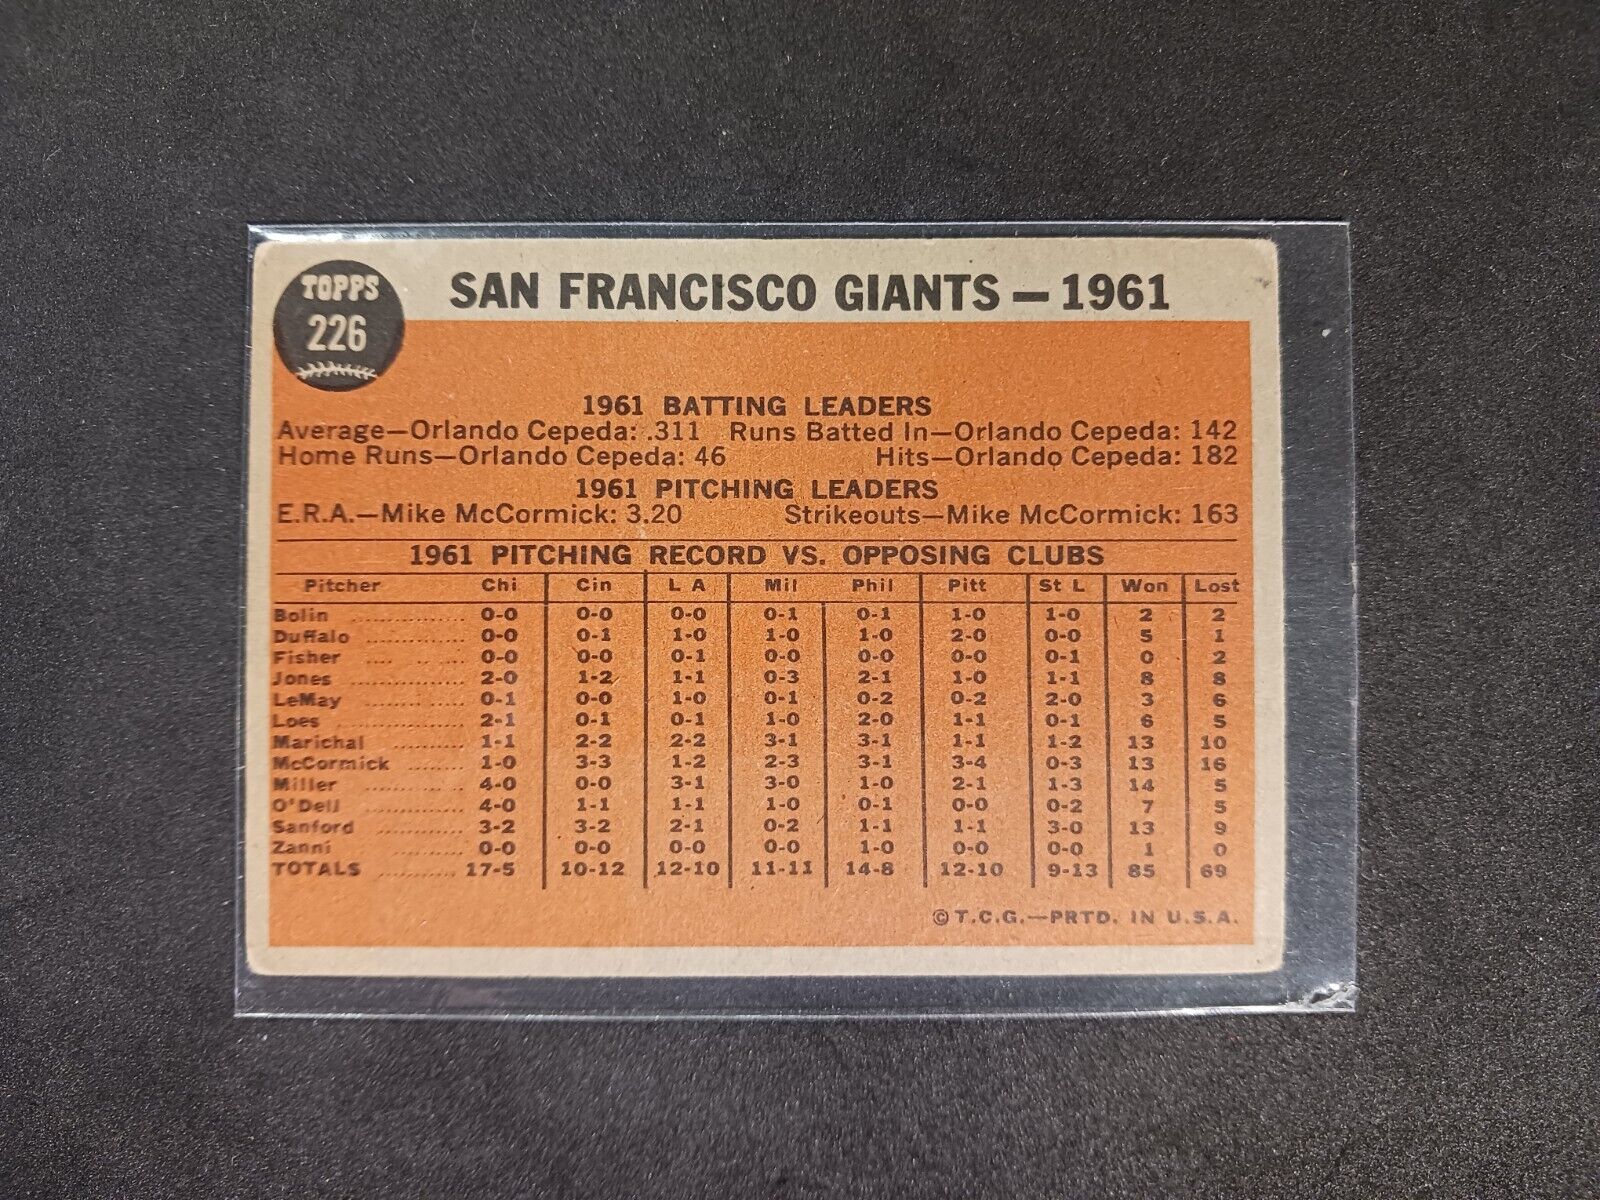 TOPPS
226
SAN FRANCISCO GIANTS — 1961
1961 BATTING LEADERS
Average—Orlando Cepeda: .311 Runs Batted In—Orlando Cepeda: 142
Home Runs—Orlando Cepeda: 46 Hits—Orlando Cepeda: 182
1961 PITCHING LEADERS
E.R.A.—Mike McCormick: 3.20 Strikeouts—Mike McCormick: 163
1961 PITCHING RECORD VS. OPPOSING CLUBS
Pitcher Chi Cin L A Mil Phil Pitt St L Won Lost
Bolin 0-0 0-0 0-0 0-1 0-1 1-0 1-0 2 2
Duffalo 0-0 0-1 1-0 1-0 1-0 2-0 0-0 5 1
Fisher 0-0 0-0 0-1 0-0 0-0 0-0 0-1 0 2
Jones 2-0 1-2 1-1 0-3 2-1 1-0 1-1 8 8
LeMay 0-1 0-0 1-0 0-1 0-2 0-2 2-0 3 6
Loes 2-1 0-1 0-1 1-0 2-0 1-1 0-1 6 5
Marichal 1-1 2-2 2-2 3-1 3-1 1-1 1-2 13 10
McCormick 1-0 3-3 1-2 2-3 3-1 3-4 0-3 13 16
Miller 4-0 0-0 3-1 3-0 1-0 2-1 1-3 14 5
O'Dell 4-0 1-1 1-1 1-0 0-1 0-0 0-2 7 5
Sanford 3-2 3-2 2-1 0-2 1-1 1-1 3-0 13 9
Zanni 0-0 0-0 0-0 0-0 1-0 0-0 0-0 1 0
TOTALS 17-5 10-12 12-10 11-11 14-8 12-10 9-13 85 69
© T.C.G.—PRTD. IN U.S.A.